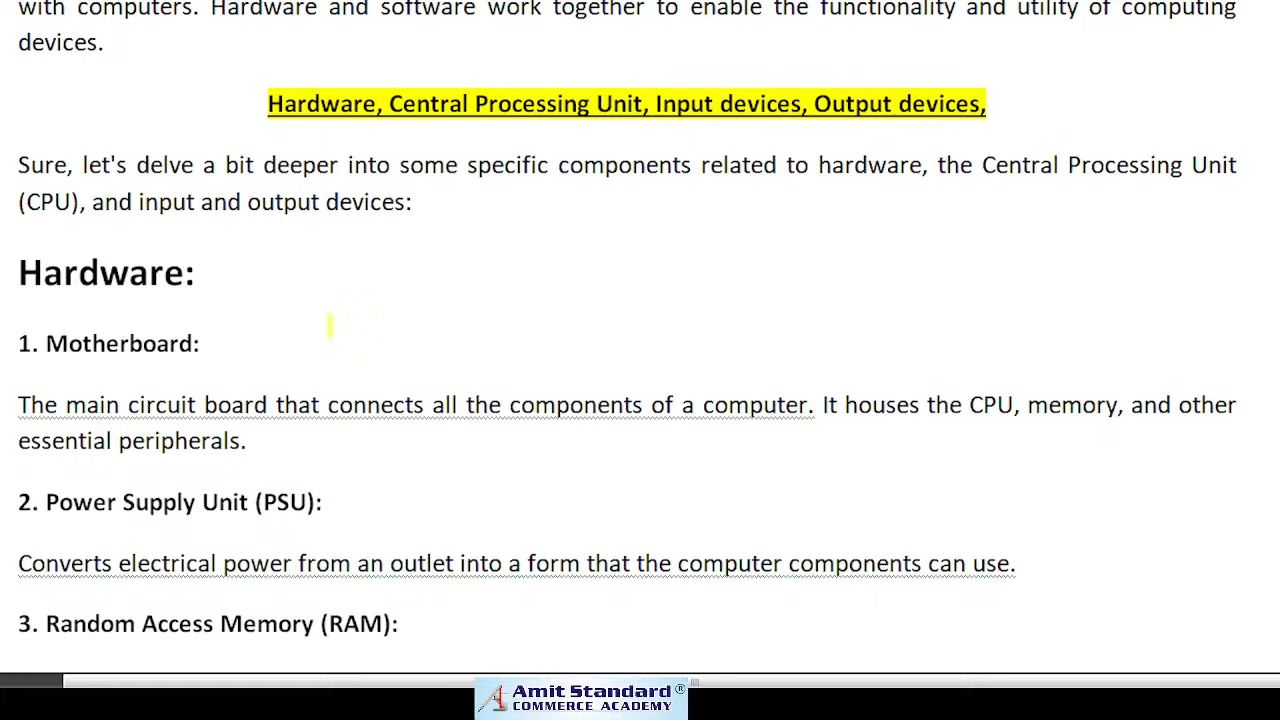 with computers. Hardware and software work together to enable the functionality and utility of computing
devices.
Hardware, Central Processing Unit, Input devices, Output devices,
Sure, let's delve a bit deeper into some specific components related to hardware, the Central Processing Unit
(CPU), and input and output devices:
Hardware:
1. Motherboard:
The main circuit board that connects all the components of a computer. It houses the CPU, memory, and other
essential peripherals.
2. Power Supply Unit (PSU):
Converts electrical power from an outlet into a form that the computer components can use.
3. Random Access Memory (RAM):
Amit Standard®
COMMERCE ACADEMY